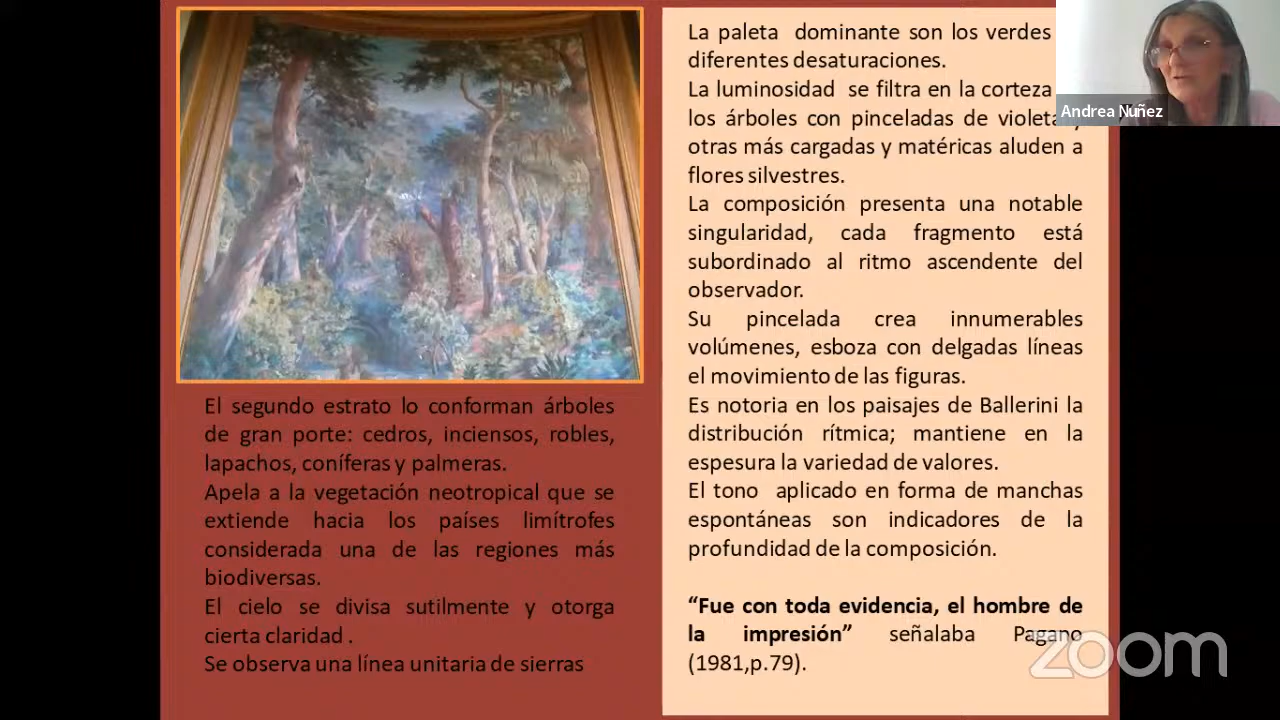 El segundo estrato lo conforman árboles
de gran porte: cedros, inciensos, robles,
lapachos, coníferas y palmeras.
Apela a la vegetación neotropical que se
extiende hacia los países limítrofes
considerada una de las regiones más
biodiversas.
El cielo se divisa sutilmente y otorga
cierta claridad .
Se observa una línea unitaria de sierras
La paleta dominante son los verdes
diferentes desaturaciones.
La luminosidad se filtra en la corteza
los árboles con pinceladas de violeta
otras más cargadas y matéricas aluden a
flores silvestres.
La composición presenta una notable
singularidad, cada fragmento está
subordinado al ritmo ascendente del
observador.
Su pincelada crea innumerables
volúmenes, esboza con delgadas líneas
el movimiento de las figuras.
Es notoria en los paisajes de Ballerini la
distribución rítmica; mantiene en la
espesura la variedad de valores.
El tono aplicado en forma de manchas
espontáneas son indicadores de la
profundidad de la composición.
“Fue con toda evidencia, el hombre de
la impresión” señalaba Pagano
(1981,p.79).
Andrea Nuñez
zoom